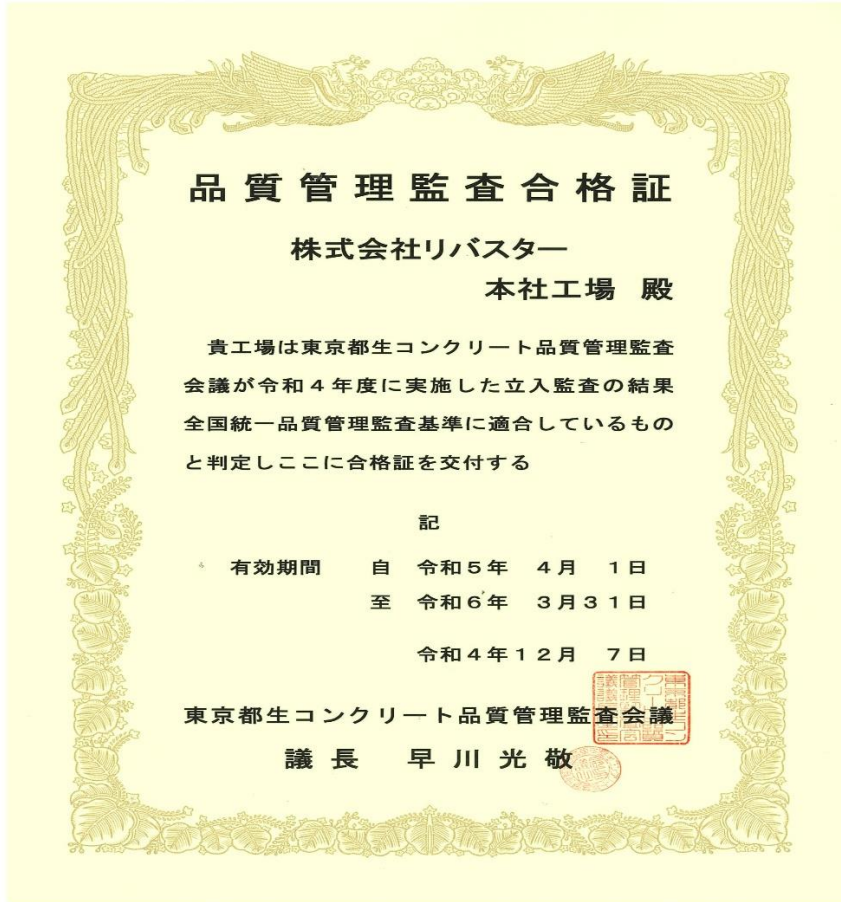 品質管理監査合格証
株式会社リバスター
本社工場 殿
貴工場は東京都生コンクリート品質管理監査
会議が令和4年度に実施した立入監査の結果
全国統一品質管理監査基準に適合しているもの
と判定しここに合格証を交付する
記
有効期間 自 令和5年 4月 1日
至 令和6年 3月31日
令和4年12月 7日
東京都生コンクリート品質管理監査会議
議長 早川光敬